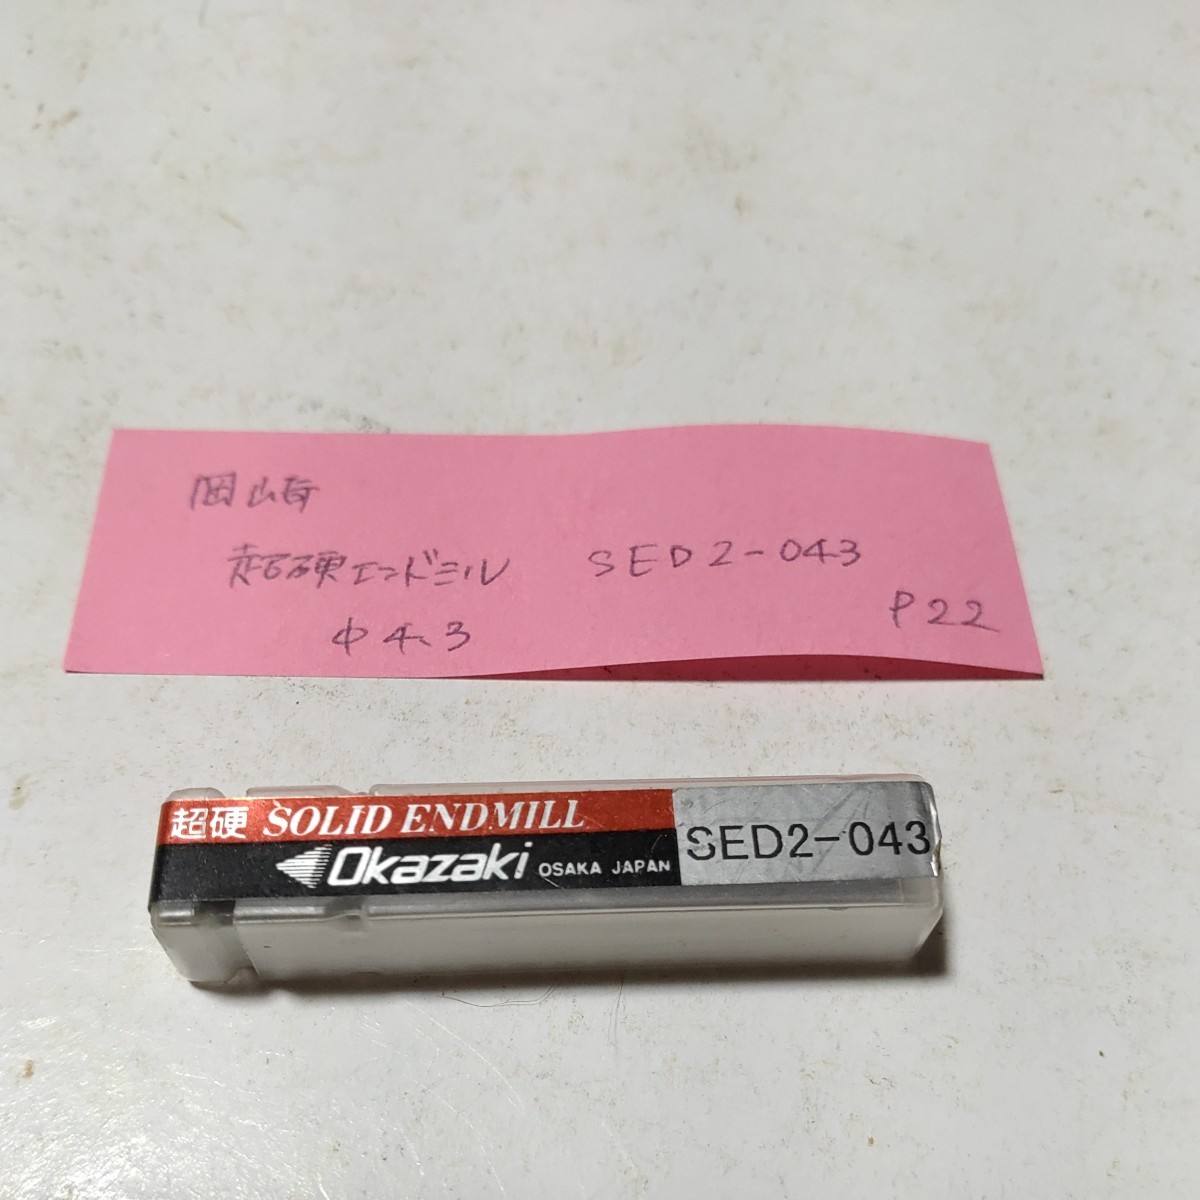 岡崎
超硬エンドミル SED2-043
φ4.3
P22
超硬 SOLID ENDMILL
Okazaki OSAKA JAPAN
SED2-043